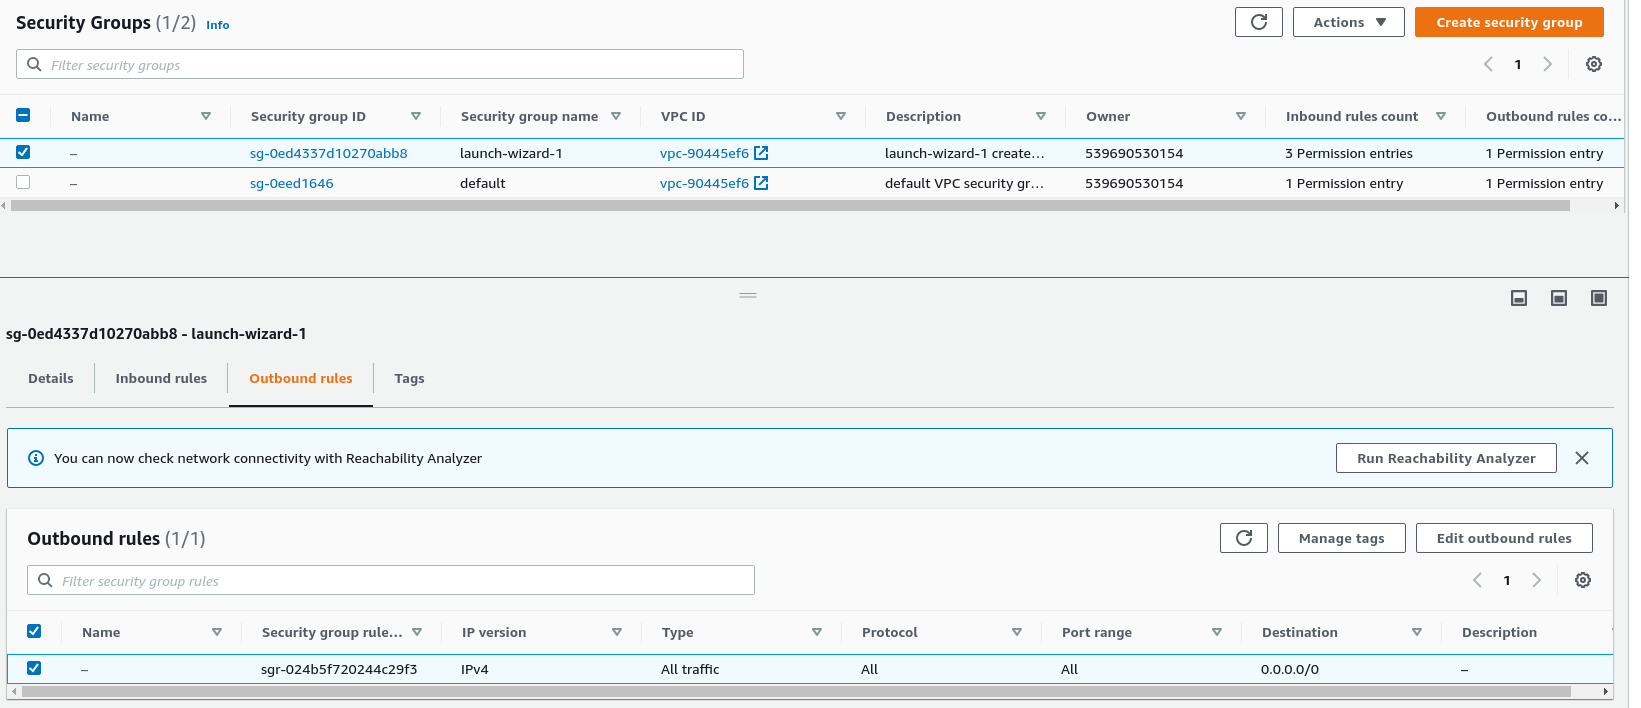 Security Groups (1/2) Info
Actions
Create security group
Filter security groups
1
Name Security group ID Security group name VPC ID Description Owner Inbound rules count Outbound rules co...
– sg-0ed4337d10270abb8 launch-wizard-1 vpc-90445ef6 launch-wizard-1 create... 539690530154 3 Permission entries 1 Permission entry
– sg-0eed1646 default vpc-90445ef6 default VPC security gr... 539690530154 1 Permission entry 1 Permission entry
sg-0ed4337d10270abb8 - launch-wizard-1
Details Inbound rules Outbound rules Tags
You can now check network connectivity with Reachability Analyzer
Run Reachability Analyzer
Outbound rules (1/1)
Manage tags
Edit outbound rules
Filter security group rules
1
Name Security group rule... IP version Type Protocol Port range Destination Description
– sgr-024b5f720244c29f3 IPv4 All traffic All All 0.0.0.0/0 –